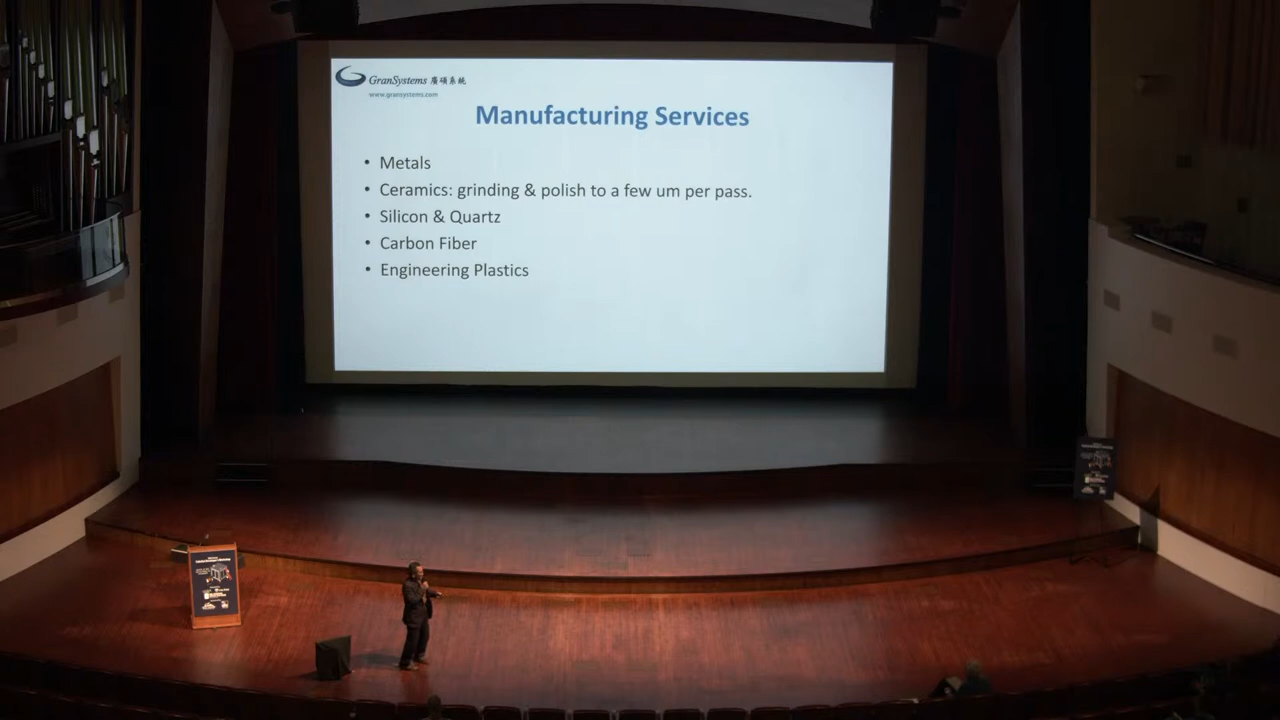 GranSystems 廣碩系統
www.gransystems.com
Manufacturing Services
• Metals
• Ceramics: grinding & polish to a few um per pass.
• Silicon & Quartz
• Carbon Fiber
• Engineering Plastics